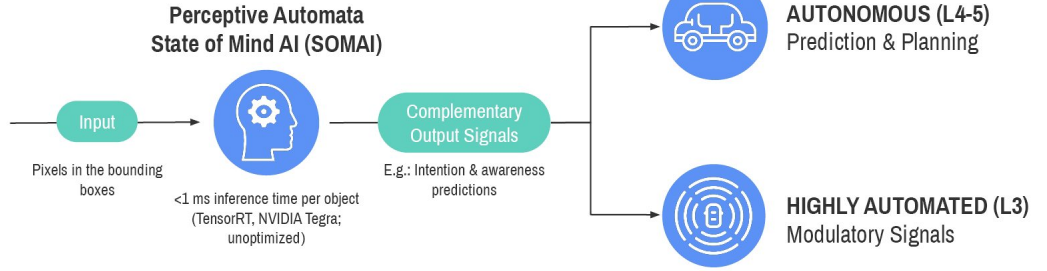 Perceptive Automata
State of Mind AI (SOMAI)
Input
Pixels in the bounding
boxes
<1 ms inference time per object
(TensorRT, NVIDIA Tegra;
unoptimized)
Complementary
Output Signals
E.g.: Intention & awareness
predictions
AUTONOMOUS (L4-5)
Prediction & Planning
HIGHLY AUTOMATED (L3)
Modulatory Signals